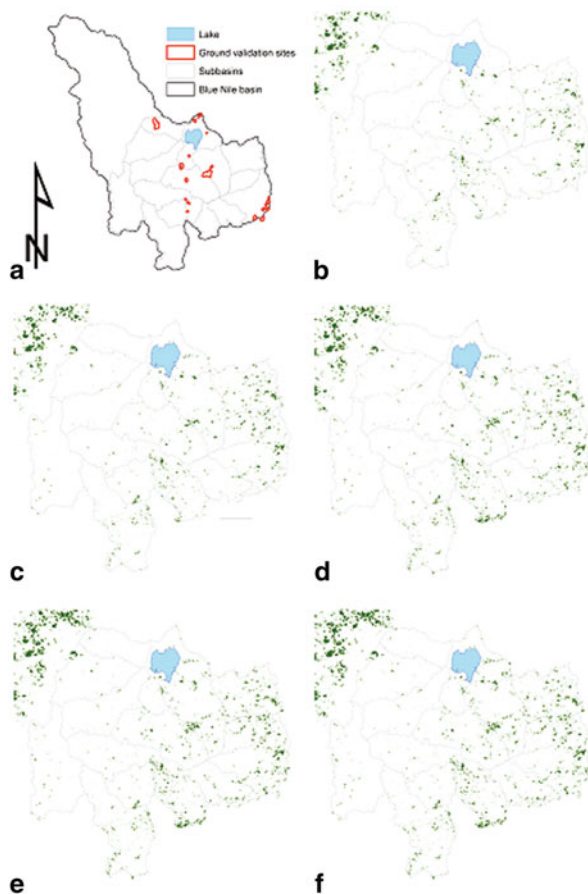 Lake
Ground validation sites
Subbasins
Blue Nile basin
N
a
b
c
d
e
f